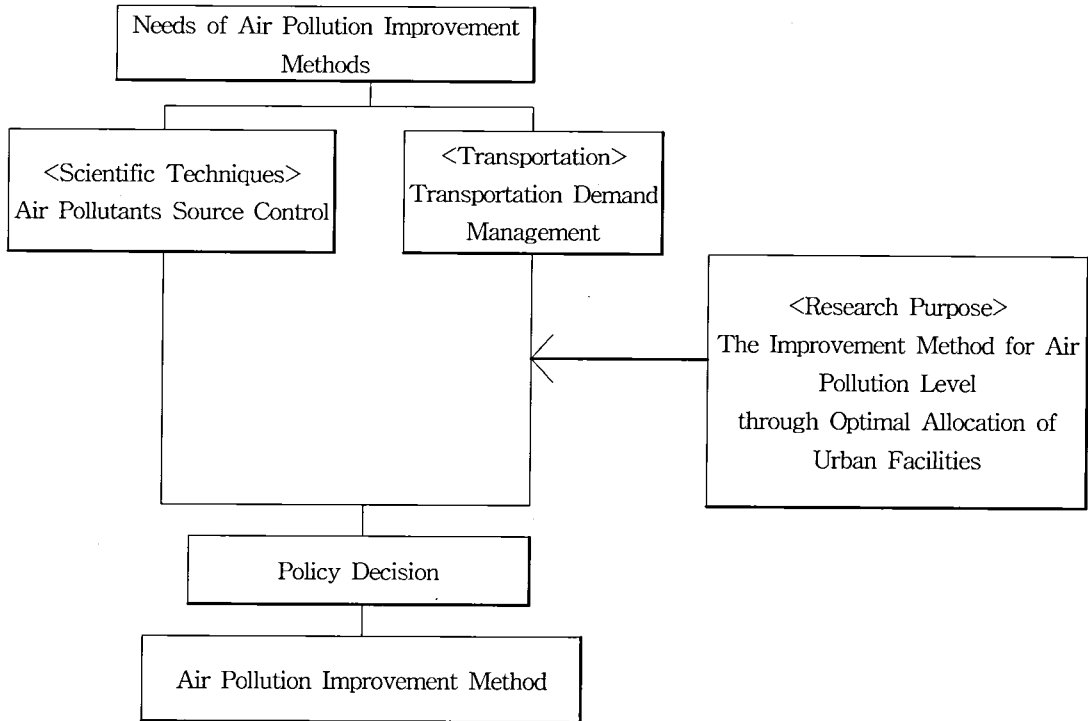 Needs of Air Pollution Improvement
Methods
<Scientific Techniques>
Air Pollutants Source Control
<Transportation>
Transportation Demand
Management
<Research Purpose>
The Improvement Method for Air
Pollution Level
through Optimal Allocation of
Urban Facilities
Policy Decision
Air Pollution Improvement Method